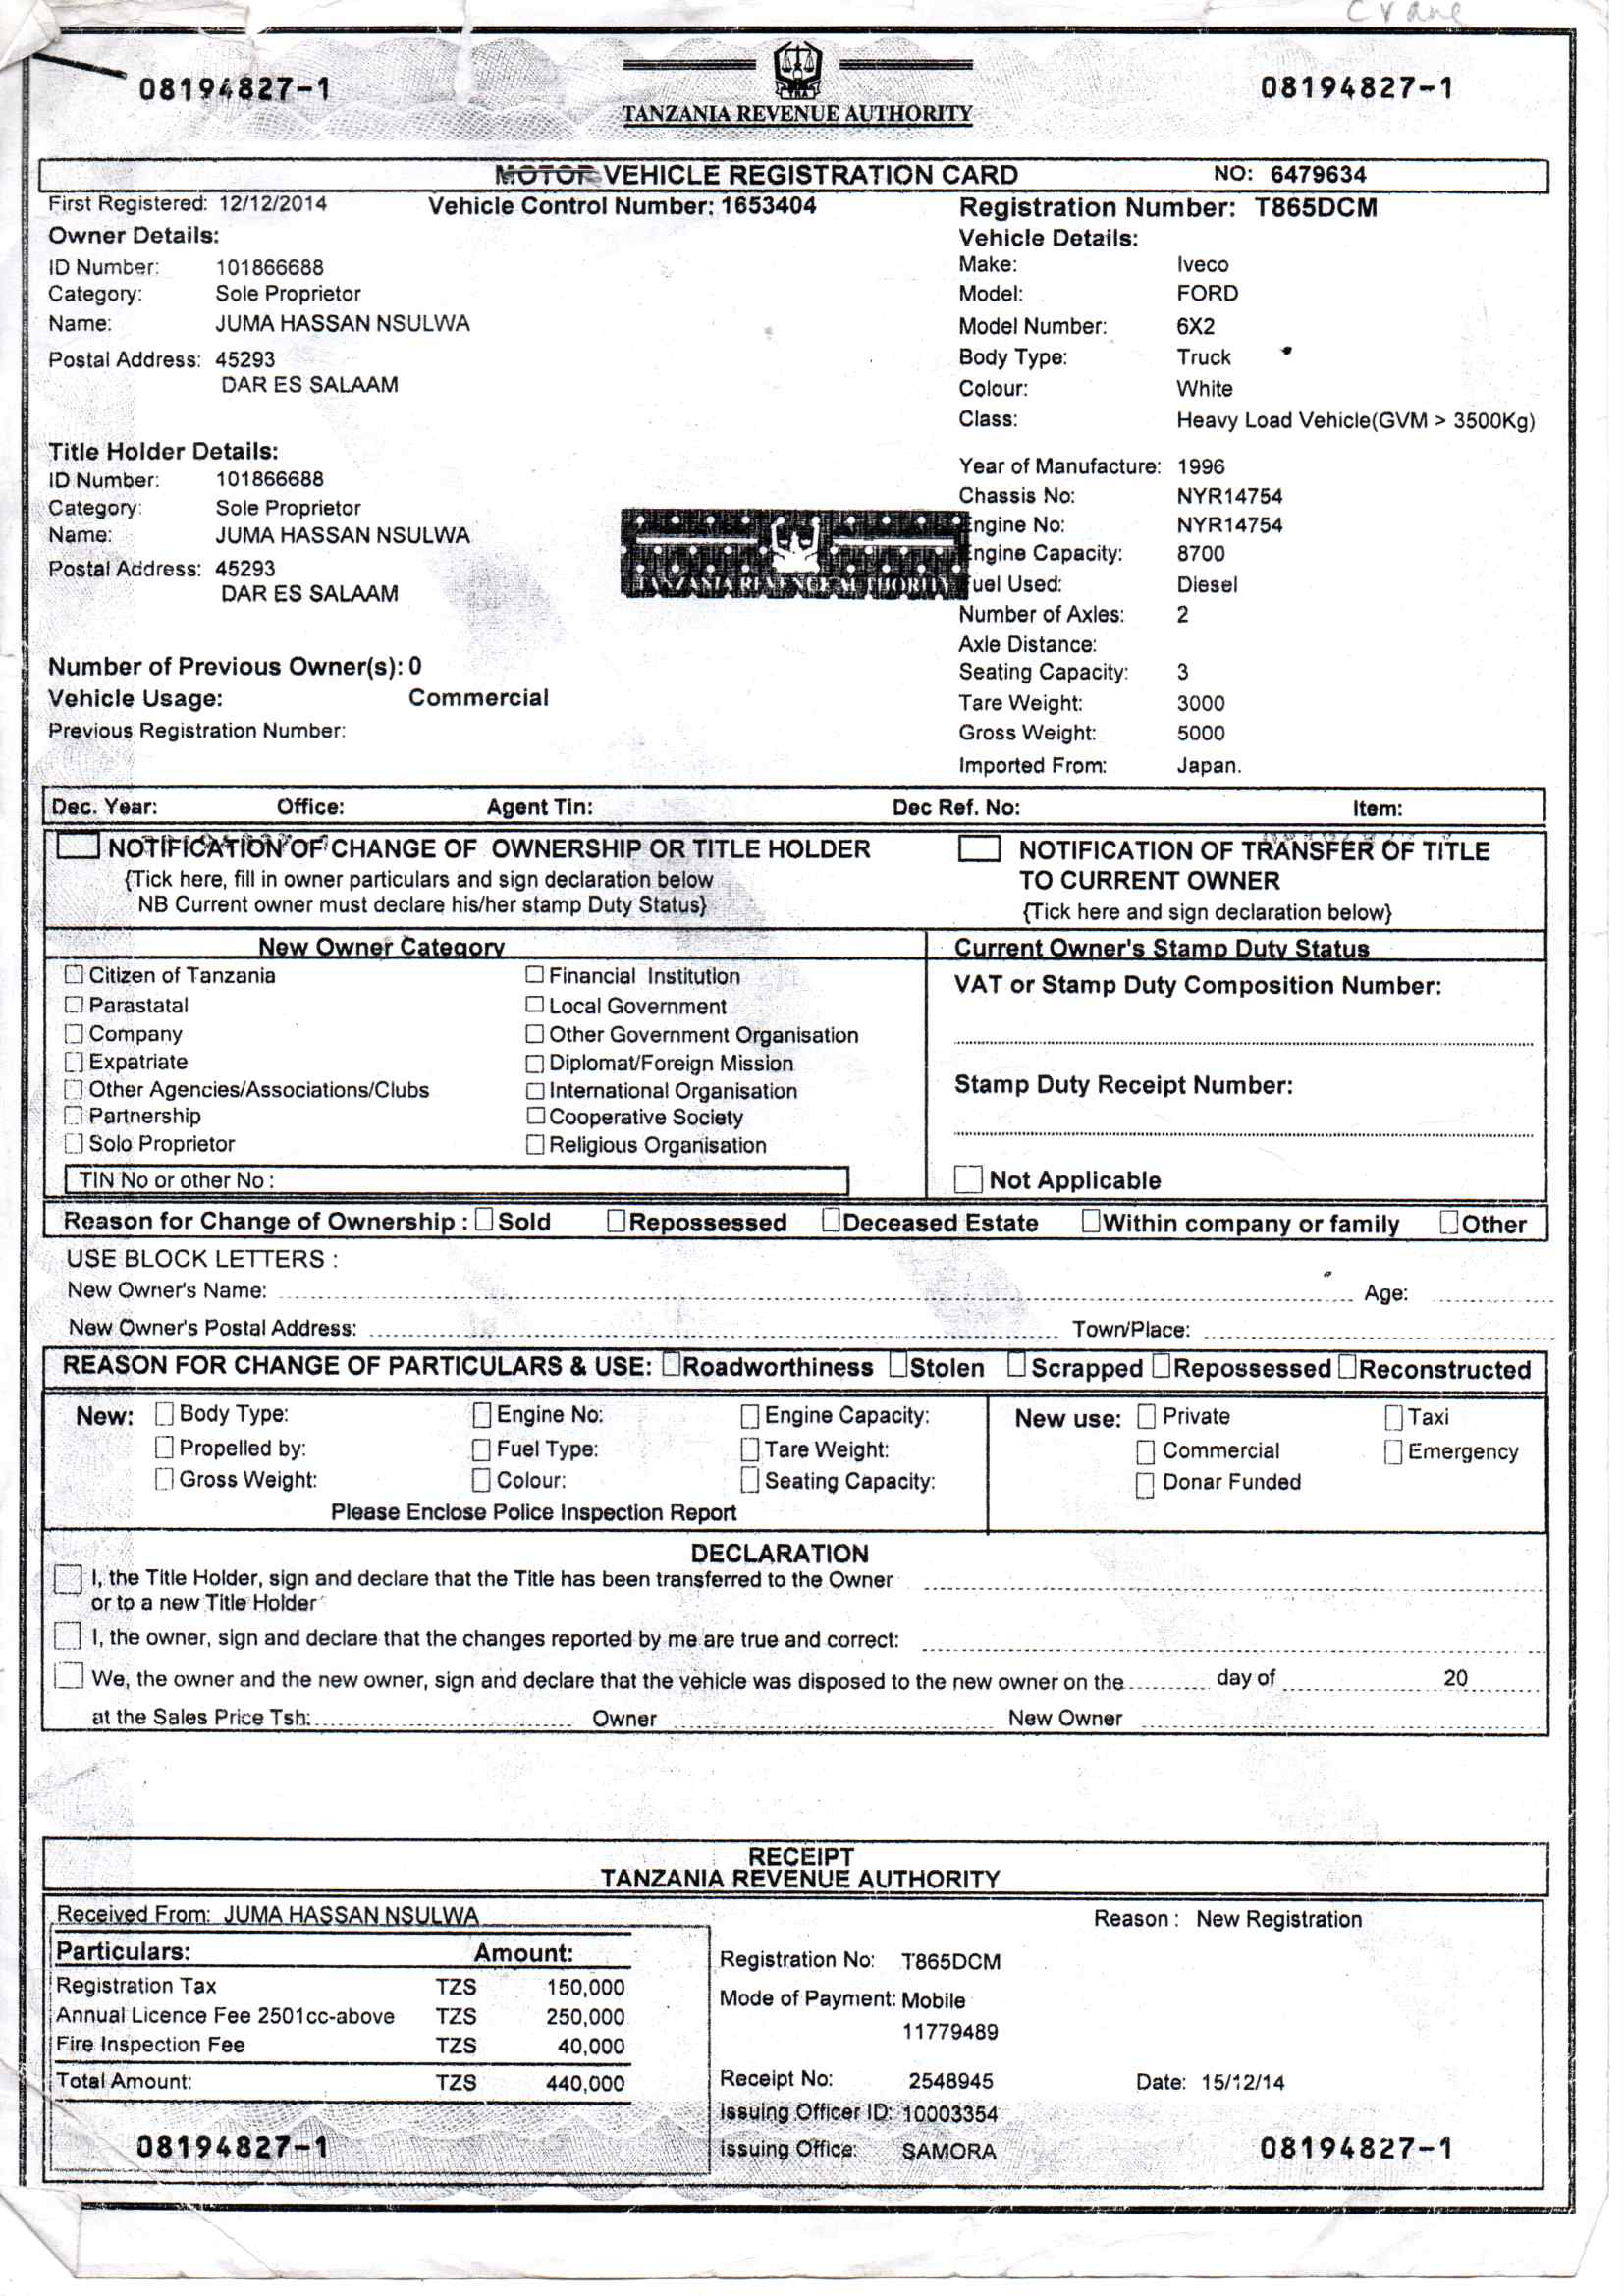 Crane
08194827-1
08194827-1
TRA
TANZANIA REVENUE AUTHORITY
MOTOR VEHICLE REGISTRATION CARD NO: 6479634
First Registered: 12/12/2014 Vehicle Control Number: 1653404 Registration Number: T865DCM
Owner Details:
ID Number: 101866688
Category: Sole Proprietor
Name: JUMA HASSAN NSULWA
Postal Address: 45293
DAR ES SALAAM
Title Holder Details:
ID Number: 101866688
Category: Sole Proprietor
Name: JUMA HASSAN NSULWA
Postal Address: 45293
DAR ES SALAAM
Number of Previous Owner(s): 0
Vehicle Usage: Commercial
Previous Registration Number:
TANZANIA REVENUE AUTHORITY
Vehicle Details:
Make: Iveco
Model: FORD
Model Number: 6X2
Body Type: Truck
Colour: White
Class: Heavy Load Vehicle(GVM > 3500Kg)
Year of Manufacture: 1996
Chassis No: NYR14754
Engine No: NYR14754
Engine Capacity: 8700
Fuel Used: Diesel
Number of Axles: 2
Axle Distance:
Seating Capacity: 3
Tare Weight: 3000
Gross Weight: 5000
Imported From: Japan.
Dec. Year: Office: Agent Tin: Dec Ref. No: Item:
NOTIFICATION OF CHANGE OF OWNERSHIP OR TITLE HOLDER
{Tick here, fill in owner particulars and sign declaration below
NB Current owner must declare his/her stamp Duty Status}
NOTIFICATION OF TRANSFER OF TITLE
TO CURRENT OWNER
{Tick here and sign declaration below}
New Owner Category
Citizen of Tanzania Financial Institution
Parastatal Local Government
Company Other Government Organisation
Expatriate Diplomat/Foreign Mission
Other Agencies/Associations/Clubs International Organisation
Partnership Cooperative Society
Solo Proprietor Religious Organisation
TIN No or other No :
Current Owner's Stamp Duty Status
VAT or Stamp Duty Composition Number:
Stamp Duty Receipt Number:
Not Applicable
Reason for Change of Ownership : Sold Repossessed Deceased Estate Within company or family Other
USE BLOCK LETTERS :
New Owner's Name: Age:
New Owner's Postal Address: Town/Place:
REASON FOR CHANGE OF PARTICULARS & USE: Roadworthiness Stolen Scrapped Repossessed Reconstructed
New: Body Type: Engine No: Engine Capacity:
Propelled by: Fuel Type: Tare Weight:
Gross Weight: Colour: Seating Capacity:
Please Enclose Police Inspection Report
New use: Private Taxi
Commercial Emergency
Donar Funded
DECLARATION
I, the Title Holder, sign and declare that the Title has been transferred to the Owner
or to a new Title Holder
I, the owner, sign and declare that the changes reported by me are true and correct:
We, the owner and the new owner, sign and declare that the vehicle was disposed to the new owner on the day of 20
at the Sales Price Tsh: Owner New Owner
RECEIPT
TANZANIA REVENUE AUTHORITY
Received From: JUMA HASSAN NSULWA
Particulars: Amount:
Registration Tax TZS 150,000
Annual Licence Fee 2501cc-above TZS 250,000
Fire Inspection Fee TZS 40,000
Total Amount: TZS 440,000
08194827-1
Reason : New Registration
Registration No: T865DCM
Mode of Payment: Mobile
11779489
Receipt No: 2548945 Date: 15/12/14
issuing Officer ID: 10003354
issuing Office: SAMORA
08194827-1